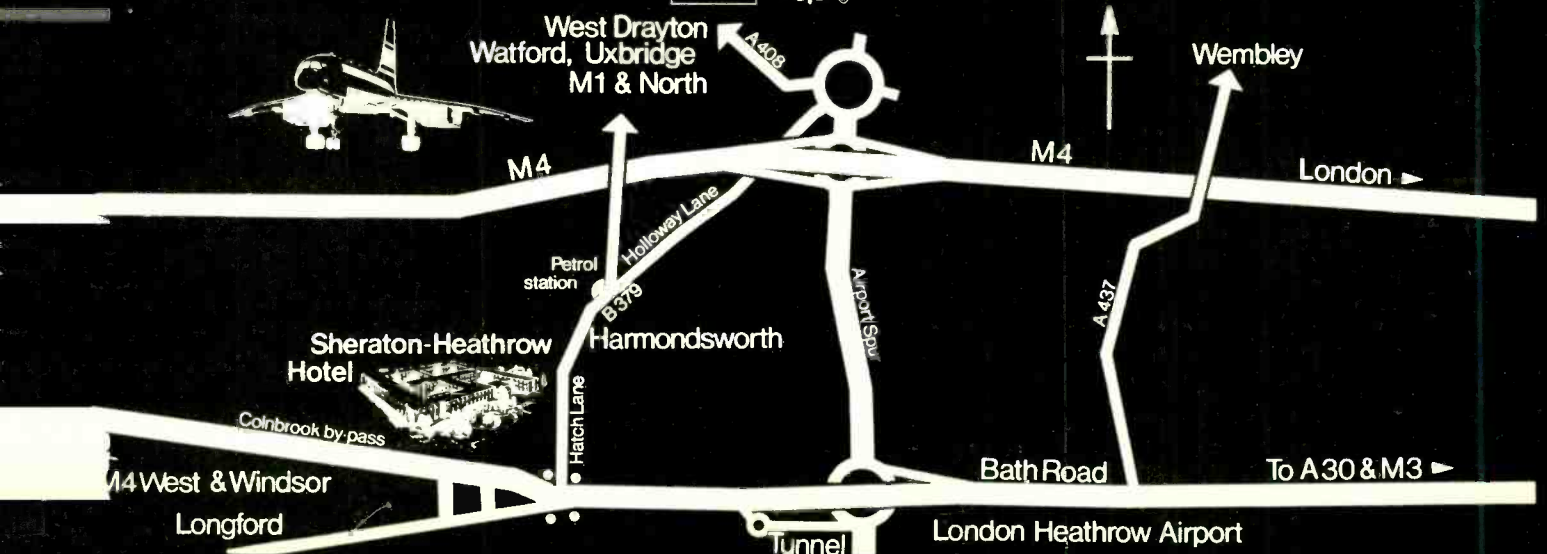 West Drayton
Watford, Uxbridge
M1 & North
A408
Wembley
M4
M4
London
Holloway Lane
Petrol
station
B379
Airport Spur
A437
Harmondsworth
Sheraton-Heathrow
Hotel
Hatch Lane
Colnbrook by-pass
M4 West & Windsor
Bath Road
To A30 & M3
Longford
London Heathrow Airport
Tunnel